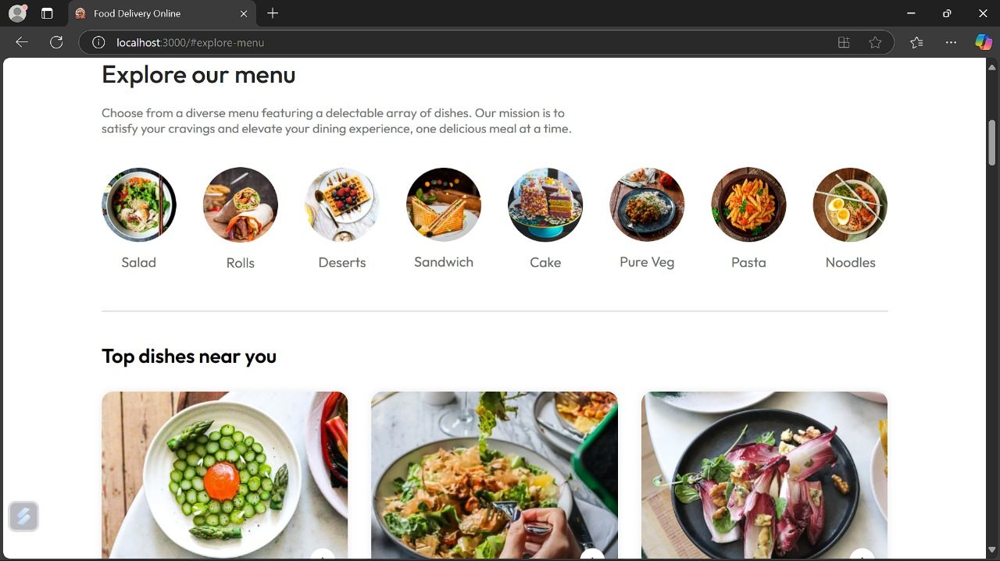 Food Delivery Online
localhost:3000/#explore-menu
Explore our menu
Choose from a diverse menu featuring a delectable array of dishes. Our mission is to
satisfy your cravings and elevate your dining experience, one delicious meal at a time.
Salad Rolls Deserts Sandwich Cake Pure Veg Pasta Noodles
Top dishes near you